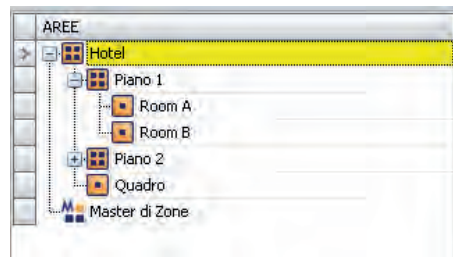 AREE
Hotel
Piano 1
Room A
Room B
Piano 2
Quadro
Master di Zone